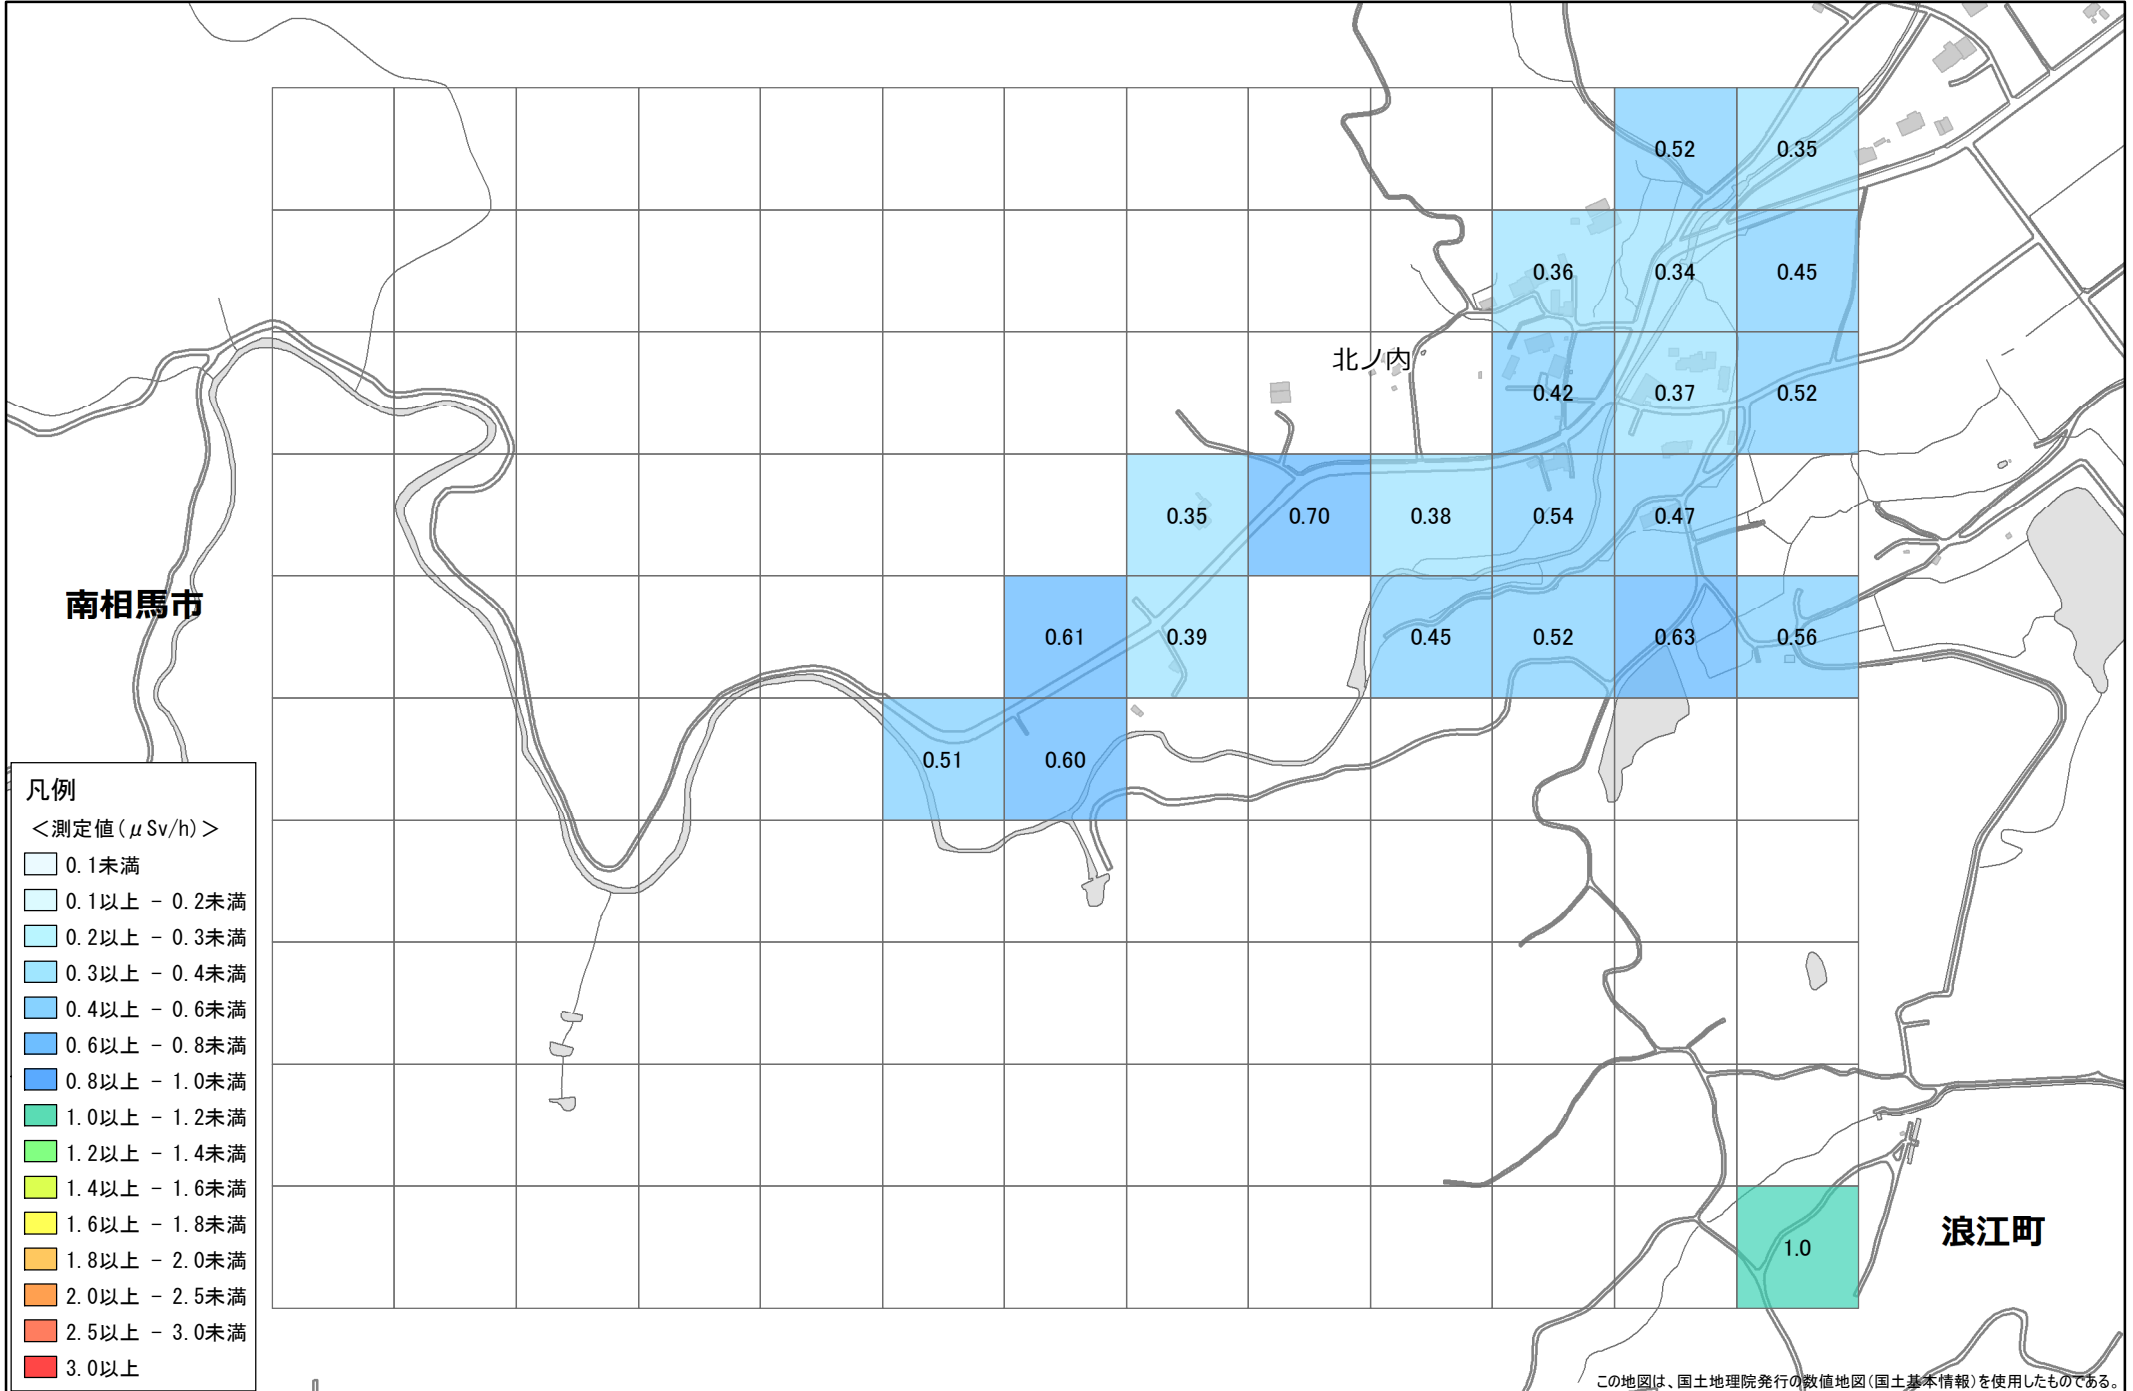 0.52 0.35
0.36 0.34 0.45
北ノ内
0.42 0.37 0.52
0.35 0.70 0.38 0.54 0.47
南相馬市
0.61 0.39 0.45 0.52 0.63 0.56
0.51 0.60
凡例
＜測定値(μSv/h)＞
0.1未満
0.1以上 － 0.2未満
0.2以上 － 0.3未満
0.3以上 － 0.4未満
0.4以上 － 0.6未満
0.6以上 － 0.8未満
0.8以上 － 1.0未満
1.0以上 － 1.2未満
1.2以上 － 1.4未満
1.4以上 － 1.6未満
1.6以上 － 1.8未満
1.8以上 － 2.0未満
2.0以上 － 2.5未満
2.5以上 － 3.0未満
3.0以上
浪江町
1.0
この地図は、国土地理院発行の数値地図(国土基本情報)を使用したものである。